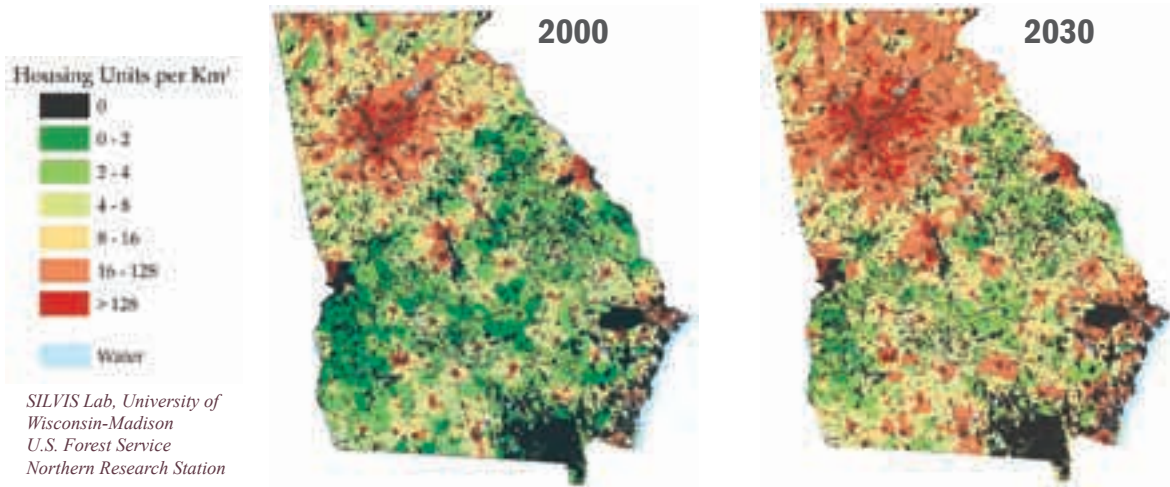 2000
2030
Housing Units per Km²
0
0 - 2
2 - 4
4 - 8
8 - 16
16 - 128
> 128
Water
SILVIS Lab, University of
Wisconsin-Madison
U.S. Forest Service
Northern Research Station